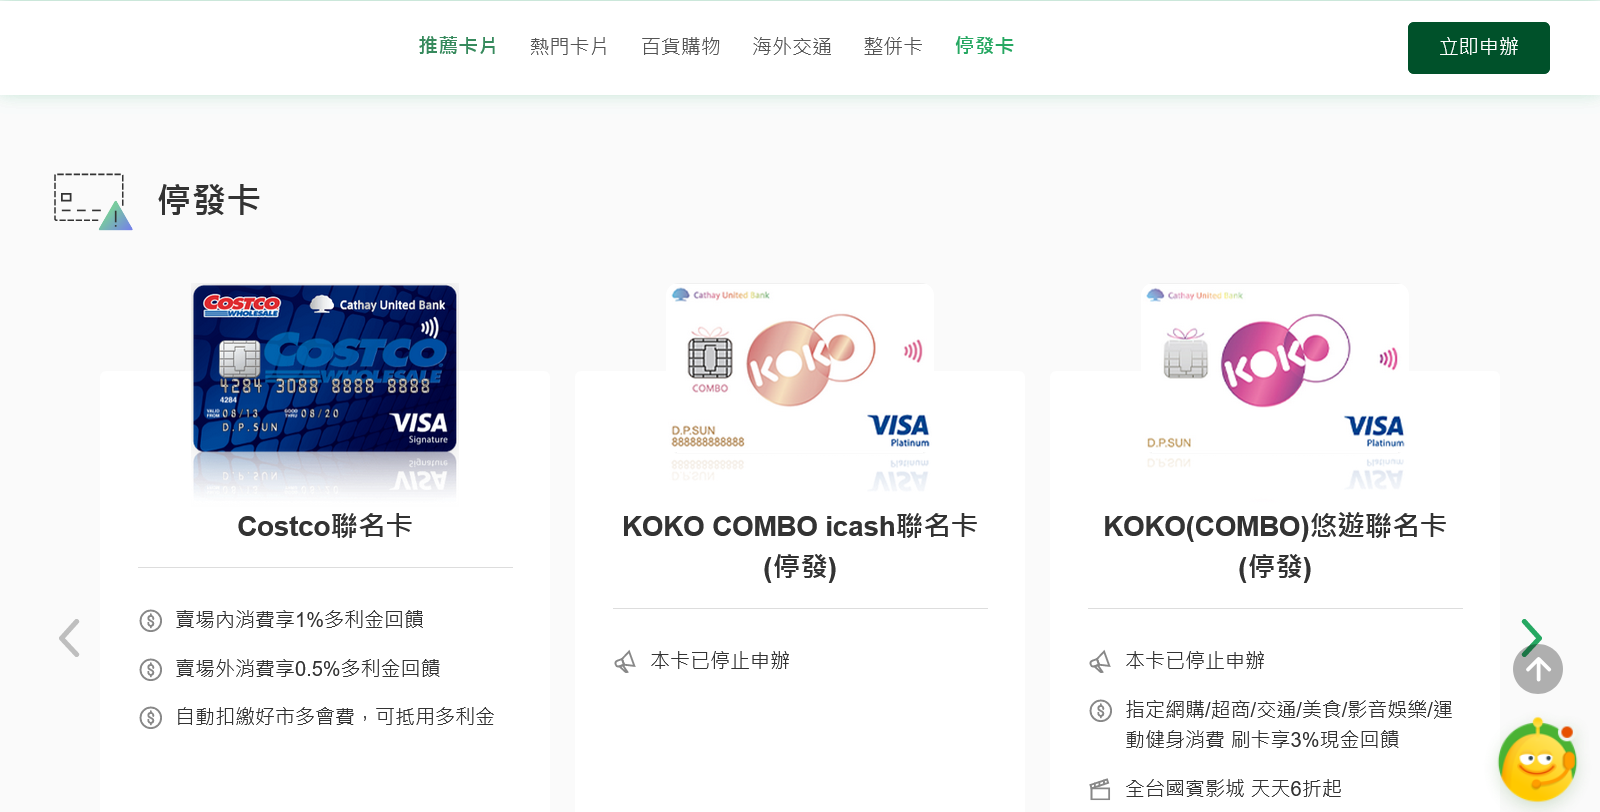 推薦卡片 熱門卡片 百貨購物 海外交通 整併卡 停發卡 立即申辦
停發卡
COSTCO WHOLESALE Cathay United Bank
COSTCO
WHOLESALE
4284 3088 8888 8888
4284
VALID FROM 08/13 GOOD THRU 08/20
D.P.SUN
VISA
Signature
Costco聯名卡
賣場內消費享1%多利金回饋
賣場外消費享0.5%多利金回饋
自動扣繳好市多會費，可抵用多利金
Cathay United Bank
KOKO
COMBO
D.P.SUN
888888888888
VISA
Platinum
KOKO COMBO icash聯名卡
(停發)
本卡已停止申辦
Cathay United Bank
KOKO
D.P.SUN
VISA
Platinum
KOKO(COMBO)悠遊聯名卡
(停發)
本卡已停止申辦
指定網購/超商/交通/美食/影音娛樂/運
動健身消費 刷卡享3%現金回饋
全台國賓影城 天天6折起